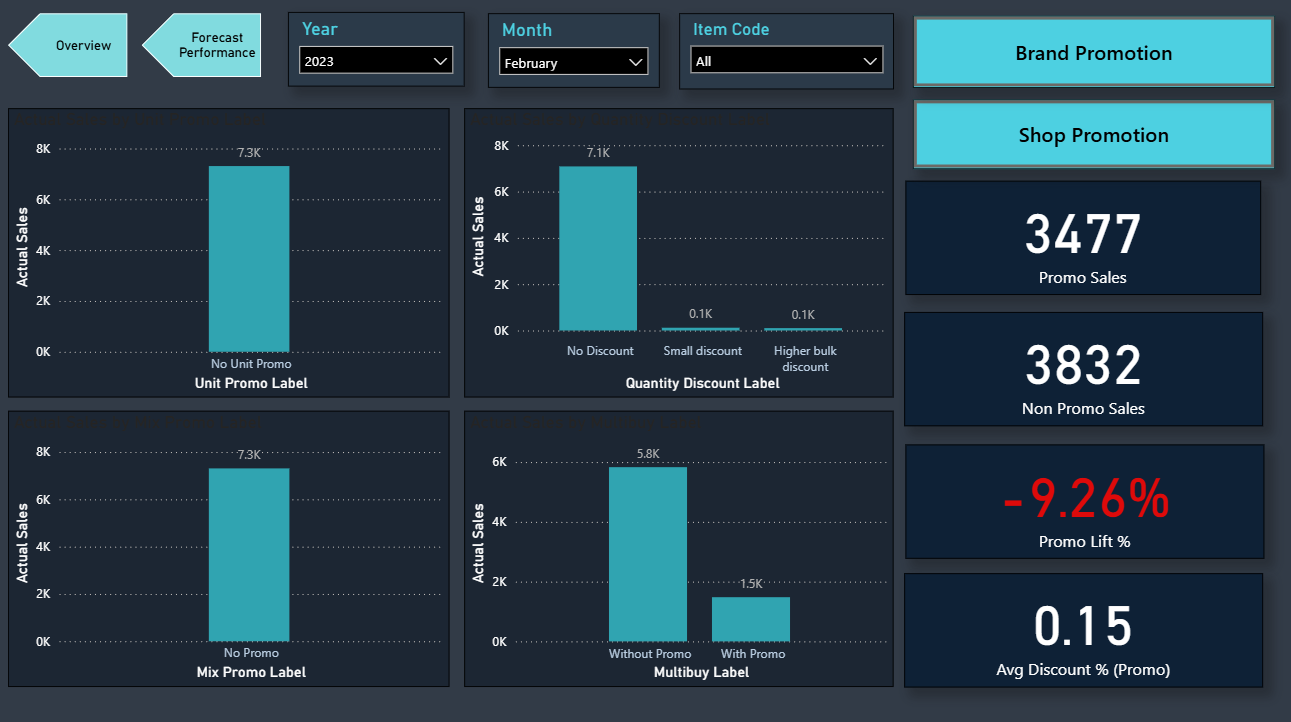 Overview
Forecast
Performance
Year
2023
Month
February
Item Code
All
Brand Promotion
Shop Promotion
8K
6K
4K
2K
0K
Actual Sales
7.3K
No Unit Promo
Unit Promo Label
8K
6K
4K
2K
0K
Actual Sales
7.1K
0.1K
0.1K
No Discount
Small discount
Higher bulk
discount
Quantity Discount Label
3477
Promo Sales
3832
Non Promo Sales
8K
6K
4K
2K
0K
Actual Sales
7.3K
No Promo
Mix Promo Label
6K
4K
2K
0K
Actual Sales
5.8K
1.5K
Without Promo
With Promo
Multibuy Label
-9.26%
Promo Lift %
0.15
Avg Discount % (Promo)